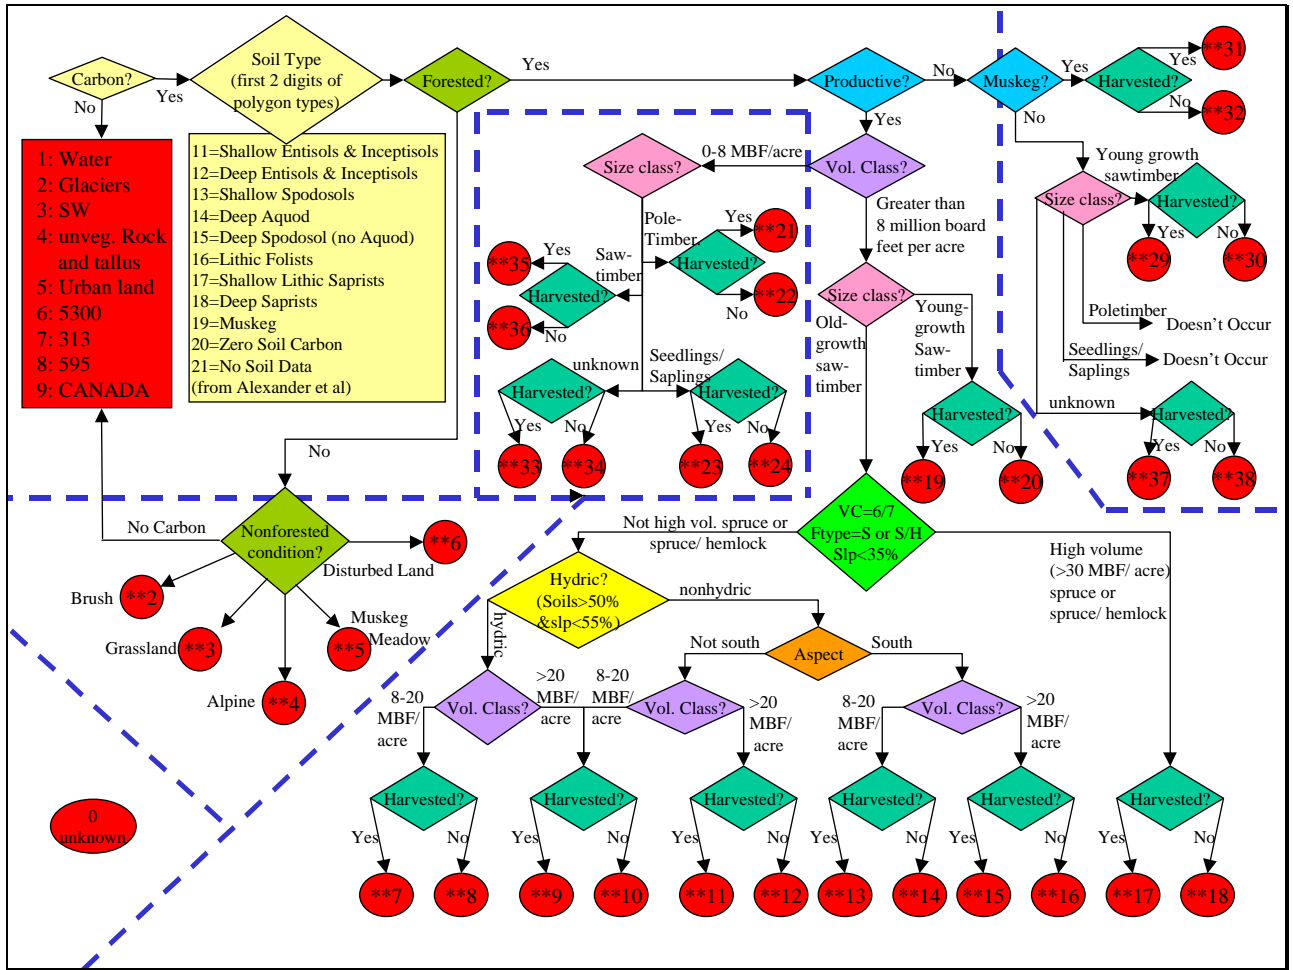 Carbon?
Yes
No
Soil Type
(first 2 digits of
polygon types)
Forested?
Yes
Productive?
No
Muskeg?
Yes
Harvested?
Yes
**31
No
**32
1: Water
2: Glaciers
3: SW
4: unveg. Rock
and tallus
5: Urban land
6: 5300
7: 313
8: 595
9: CANADA
11=Shallow Entisols & Inceptisols
12=Deep Entisols & Inceptisols
13=Shallow Spodosols
14=Deep Aquod
15=Deep Spodosol (no Aquod)
16=Lithic Folists
17=Shallow Lithic Saprists
18=Deep Saprists
19=Muskeg
20=Zero Soil Carbon
21=No Soil Data
(from Alexander et al)
No
Yes
Vol. Class?
0-8 MBF/acre
Size class?
Pole-
Timber
Harvested?
Yes
**21
No
**22
Saw-
timber
Harvested?
Yes
**35
No
**36
unknown
Harvested?
Yes
**33
No
**34
Seedlings/
Saplings
Harvested?
Yes
**23
No
**24
Greater than
8 million board
feet per acre
Size class?
Old-
growth
saw-
timber
Young-
growth
Saw-
timber
Harvested?
Yes
**19
No
**20
No
Size class?
Young growth
sawtimber
Harvested?
Yes
**29
No
**30
Poletimber
Doesn't Occur
Seedlings/
Saplings
Doesn't Occur
unknown
Harvested?
Yes
**37
No
**38
Nonforested
condition?
No Carbon
Disturbed Land
**6
Brush
**2
Grassland
**3
Alpine
**4
Muskeg
Meadow
**5
0
unknown
VC=6/7
Ftype=S or S/H
Slp<35%
Not high vol. spruce or
spruce/ hemlock
High volume
(>30 MBF/ acre)
spruce or
spruce/ hemlock
Hydric?
(Soils>50%
&slp<55%)
hydric
nonhydric
Aspect
Not south
South
Vol. Class?
8-20
MBF/
acre
>20
MBF/
acre
Vol. Class?
8-20
MBF/
acre
>20
MBF/
acre
Vol. Class?
8-20
MBF/
acre
>20
MBF/
acre
Harvested?
Yes
**7
No
**8
Harvested?
Yes
**9
No
**10
Harvested?
Yes
**11
No
**12
Harvested?
Yes
**13
No
**14
Harvested?
Yes
**15
No
**16
Harvested?
Yes
**17
No
**18